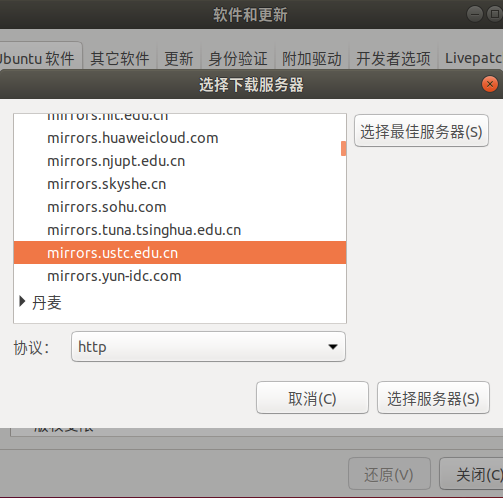 软件和更新
Ubuntu 软件 其它软件 更新 身份验证 附加驱动 开发者选项 Livepatch
选择下载服务器
mirrors.hit.edu.cn
选择最佳服务器(S)
mirrors.huaweicloud.com
mirrors.njupt.edu.cn
mirrors.skyshe.cn
mirrors.sohu.com
mirrors.tuna.tsinghua.edu.cn
mirrors.ustc.edu.cn
mirrors.yun-idc.com
丹麦
协议： http
取消(C) 选择服务器(S)
还原(V) 关闭(C)